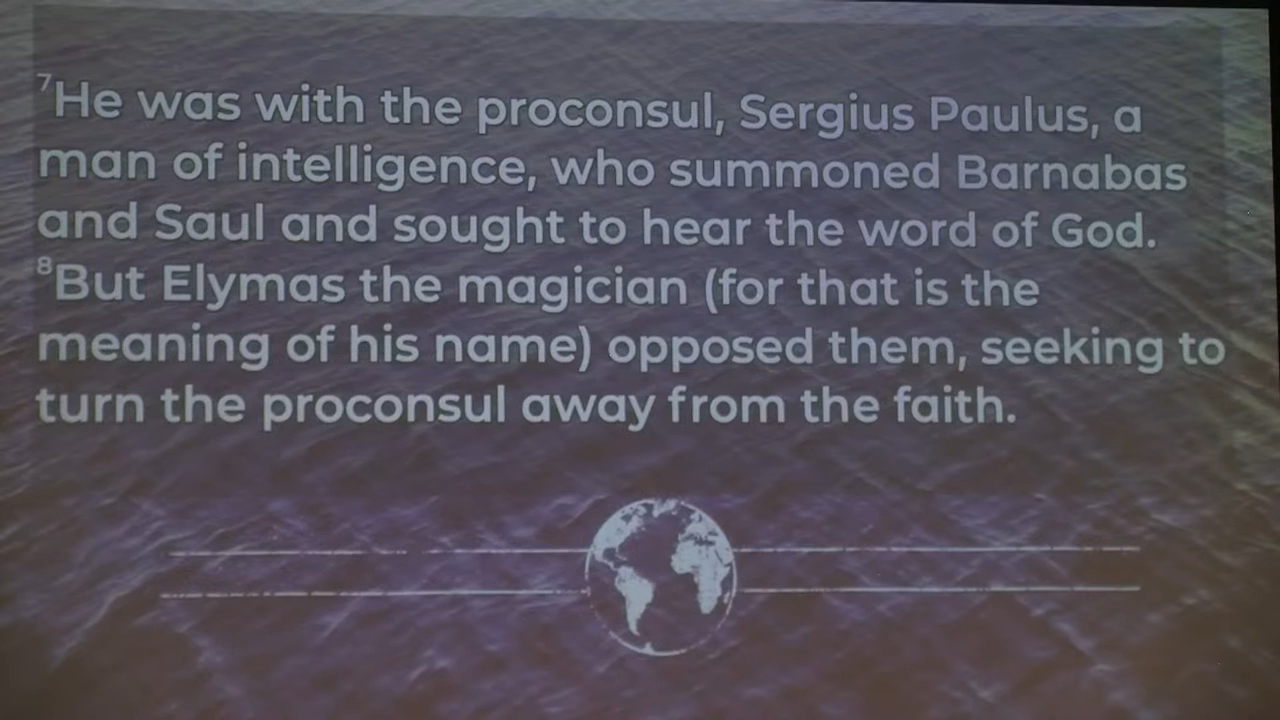 ⁷He was with the proconsul, Sergius Paulus, a
man of intelligence, who summoned Barnabas
and Saul and sought to hear the word of God.
⁸But Elymas the magician (for that is the
meaning of his name) opposed them, seeking to
turn the proconsul away from the faith.